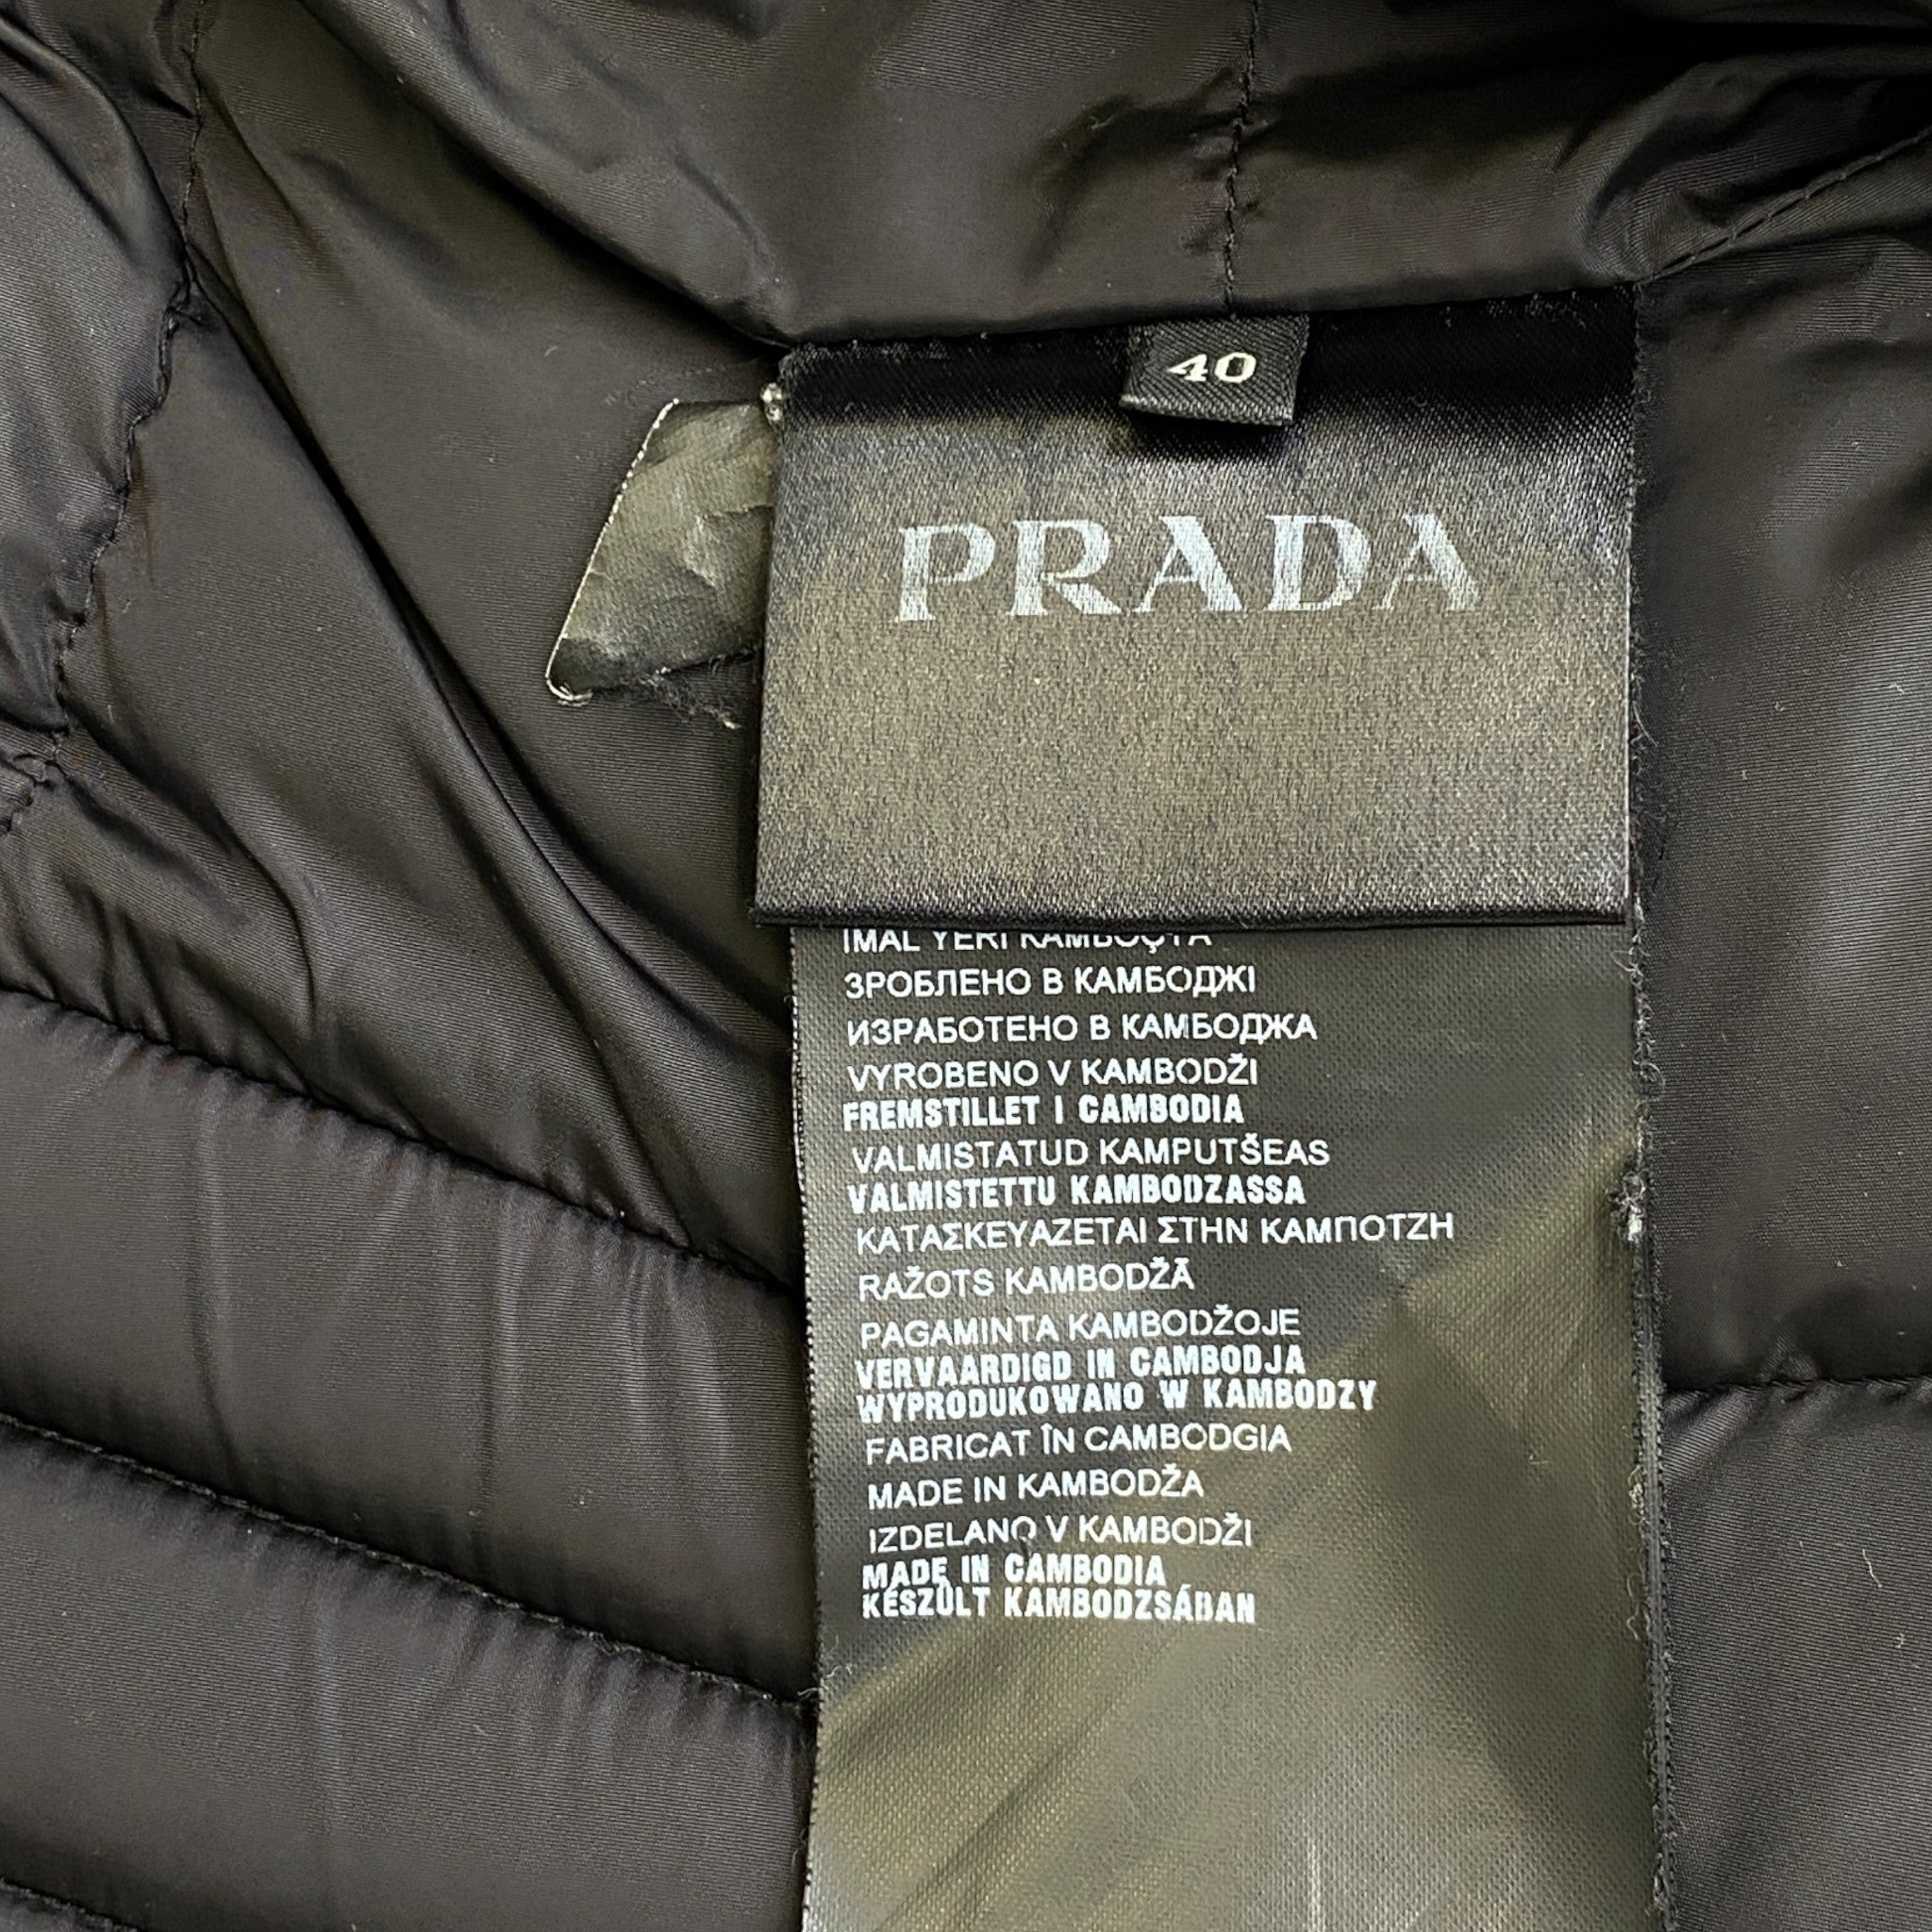 40
PRADA
IMAL YERİ KAMBOÇYA
ЗРОБЛЕНО В КАМБОДЖІ
ИЗРАБОТЕНО В КАМБОДЖА
VYROBENO V KAMBODŽI
FREMSTILLET I CAMBODIA
VALMISTATUD KAMPUTŠEAS
VALMISTETTU KAMBODZASSA
ΚΑΤΑΣΚΕΥΑΖΕΤΑΙ ΣΤΗΝ ΚΑΜΠΟΤΖΗ
RAŽOTS KAMBODŽĀ
PAGAMINTA KAMBODŽOJE
VERVAARDIGD IN CAMBODJA
WYPRODUKOWANO W KAMBODZY
FABRICAT ÎN CAMBODGIA
MADE IN KAMBODŽA
IZDELANO V KAMBODŽI
MADE IN CAMBODIA
KÉSZÜLT KAMBODZSÁBAN